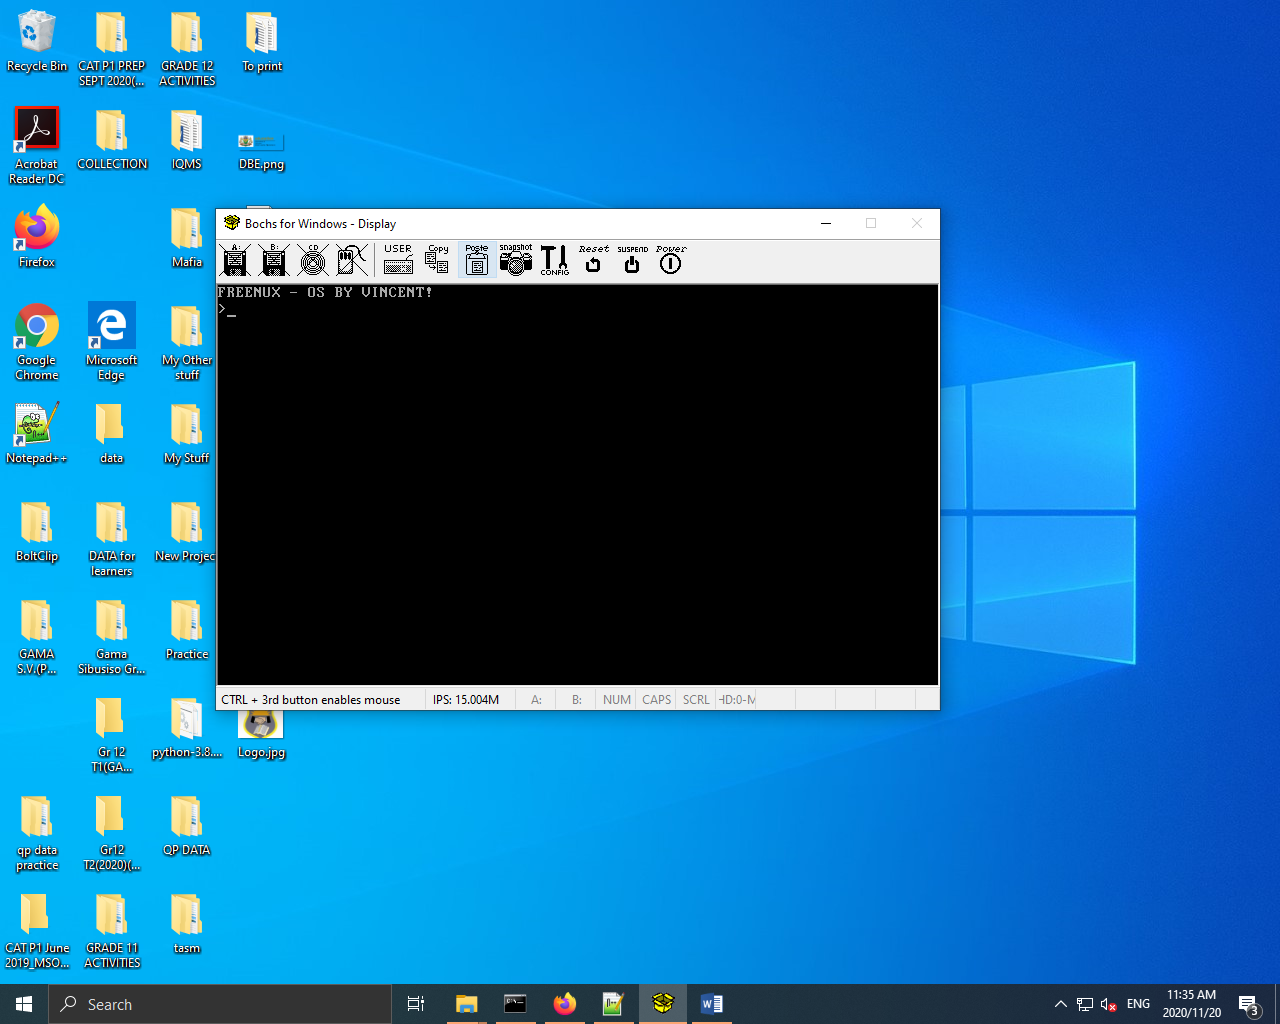 Recycle Bin
CAT P1 PREP
SEPT 2020(...
GRADE 12
ACTIVITIES
To print
Acrobat
Reader DC
COLLECTION
IQMS
DBE.png
Firefox
Mafia
Google
Chrome
Microsoft
Edge
My Other
stuff
Notepad++
data
My Stuff
BoltClip
DATA for
learners
New Projec
GAMA
S.V.(P...
Gama
Sibusiso Gr...
Practice
Gr 12
T1(GA...
python-3.8....
Logo.jpg
qp data
practice
Gr12
T2(2020)(...
QP DATA
CAT P1 June
2019_MSO...
GRADE 11
ACTIVITIES
tasm
Bochs for Windows - Display
A:
B:
CD
USER
Copy
Paste
snapshot
CONFIG
Reset
SUSPEND
Power
FREENUX - OS BY VINCENT!
>_
CTRL + 3rd button enables mouse
IPS: 15.004M
A:
B:
NUM
CAPS
SCRL
HD:0-M
Search
ENG
11:35 AM
2020/11/20
3